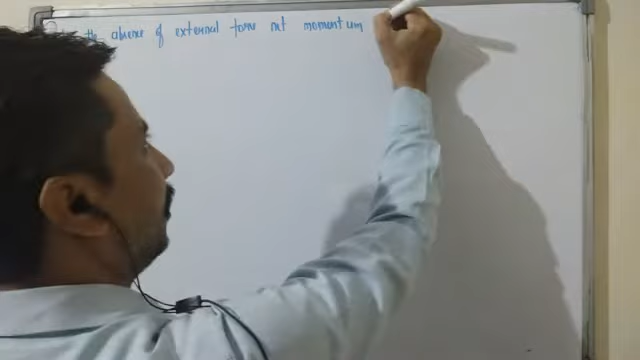 the absence of external force net momentum